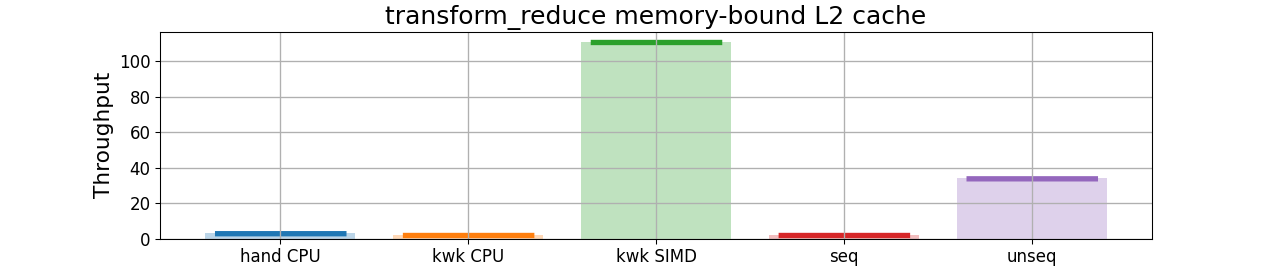 transform_reduce memory-bound L2 cache
Throughput
100
80
60
40
20
0
hand CPU kwk CPU kwk SIMD seq unseq